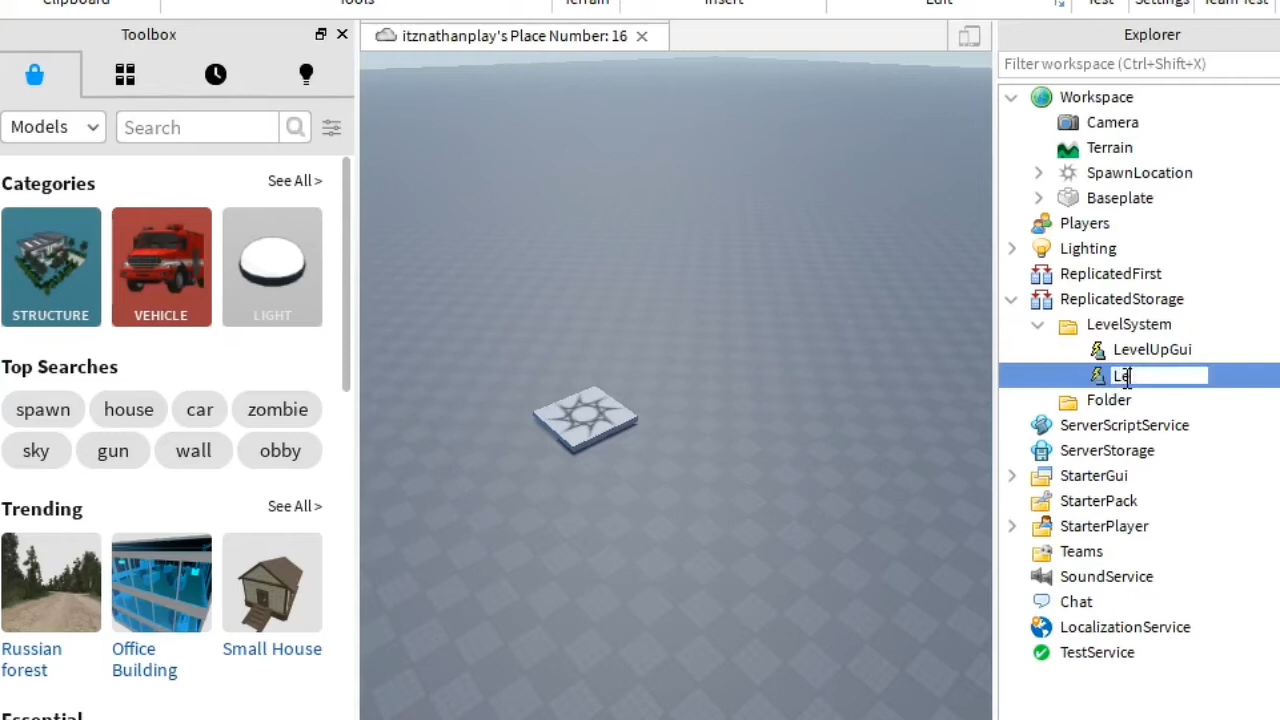 Clipboard
Tools
Terrain
Insert
Edit
Test
Settings
Team Test
Toolbox
itznathanplay's Place Number: 16
Explorer
Filter workspace (Ctrl+Shift+X)
Models
Search
Categories
See All >
STRUCTURE
VEHICLE
LIGHT
Top Searches
spawn
house
car
zombie
sky
gun
wall
obby
Trending
See All >
Russian forest
Office Building
Small House
Essential
Workspace
Camera
Terrain
SpawnLocation
Baseplate
Players
Lighting
ReplicatedFirst
ReplicatedStorage
LevelSystem
LevelUpGui
Le
Folder
ServerScriptService
ServerStorage
StarterGui
StarterPack
StarterPlayer
Teams
SoundService
Chat
LocalizationService
TestService